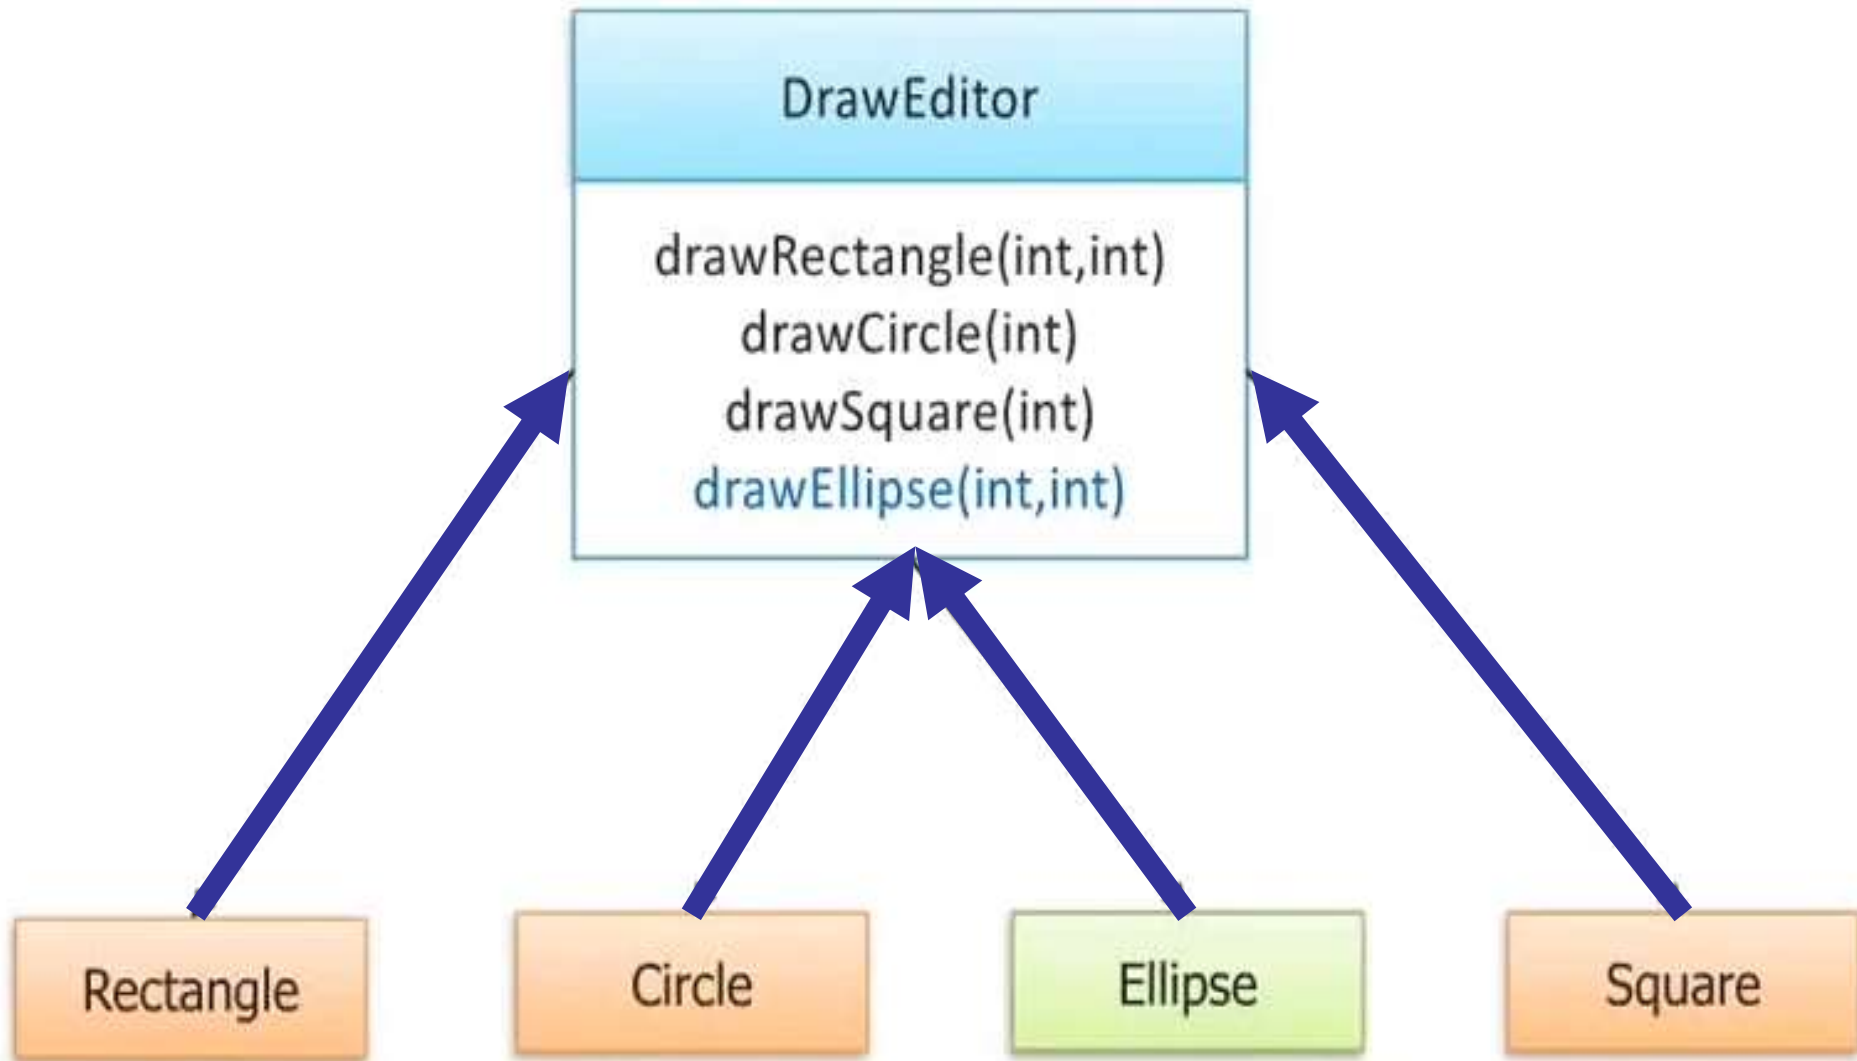 DrawEditor
drawRectangle(int,int)
drawCircle(int)
drawSquare(int)
drawEllipse(int,int)
Rectangle
Circle
Ellipse
Square